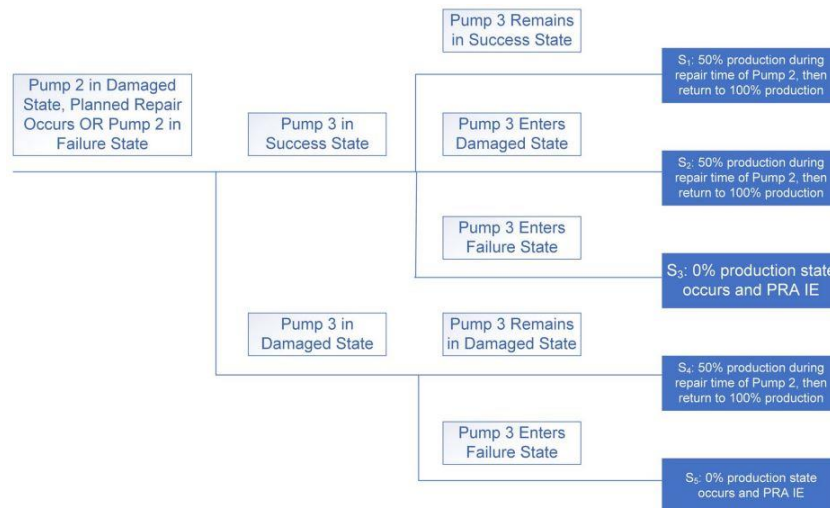 Pump 3 Remains
in Success State
S₁: 50% production during
repair time of Pump 2, then
return to 100% production
Pump 2 in Damaged
State, Planned Repair
Occurs OR Pump 2 in
Failure State
Pump 3 in
Success State
Pump 3 Enters
Damaged State
S₂: 50% production during
repair time of Pump 2, then
return to 100% production
Pump 3 Enters
Failure State
S₃: 0% production state
occurs and PRA IE
Pump 3 in
Damaged State
Pump 3 Remains
in Damaged State
S₄: 50% production during
repair time of Pump 2, then
return to 100% production
Pump 3 Enters
Failure State
S₅: 0% production state
occurs and PRA IE